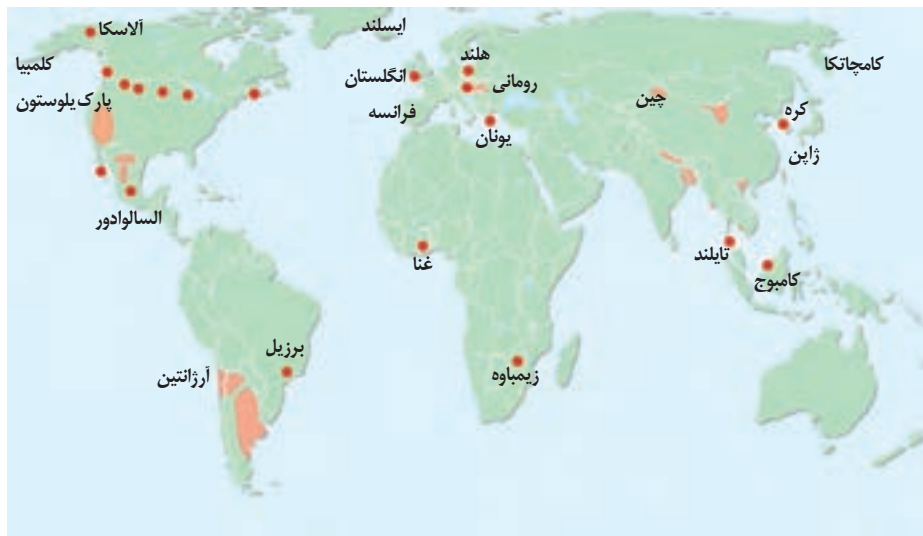 آلاسکا
ایسلند
کلمبیا
هلند
کامچاتکا
انگلستان
رومانی
پارک یلوستون
چین
فرانسه
کره
یونان
ژاپن
السالوادور
تایلند
غنا
کامبوج
برزیل
زیمباوه
آرژانتین